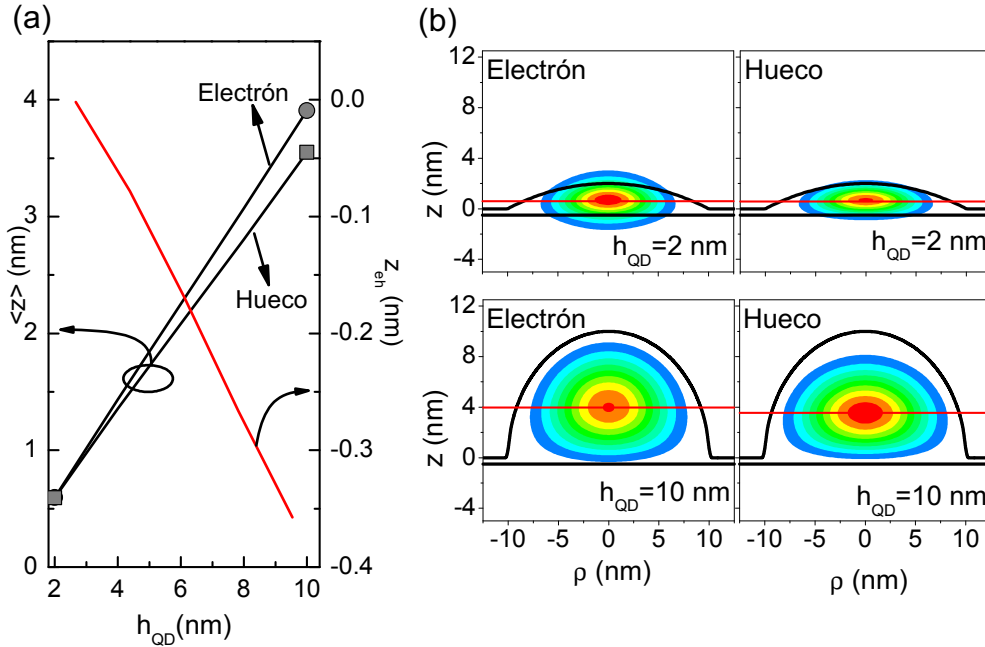 (a)
4
3
2
1
0
<z> (nm)
2
4
6
8
10
h_QD(nm)
0.0
-0.1
-0.2
-0.3
-0.4
z_eh (nm)
Electrón
Hueco
(b)
Electrón
Hueco
12
8
4
0
-4
z (nm)
h_QD=2 nm
h_QD=2 nm
Electrón
Hueco
12
8
4
0
-4
z (nm)
h_QD=10 nm
h_QD=10 nm
-10
-5
0
5
10
-10
-5
0
5
10
ρ (nm)
ρ (nm)